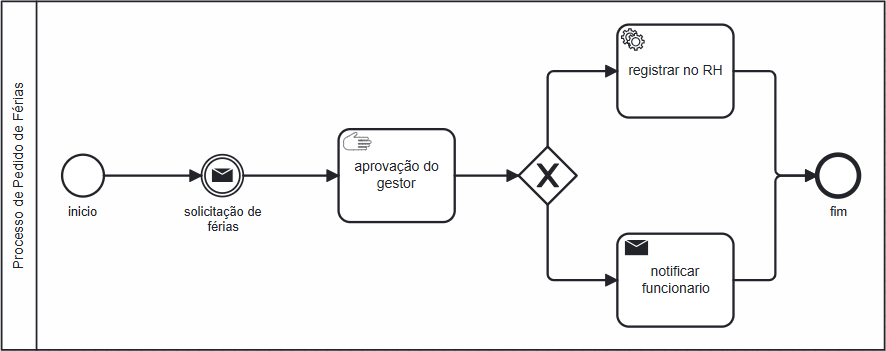 Processo de Pedido de Férias
inicio
solicitação de
férias
aprovação do
gestor
registrar no RH
notificar
funcionario
fim